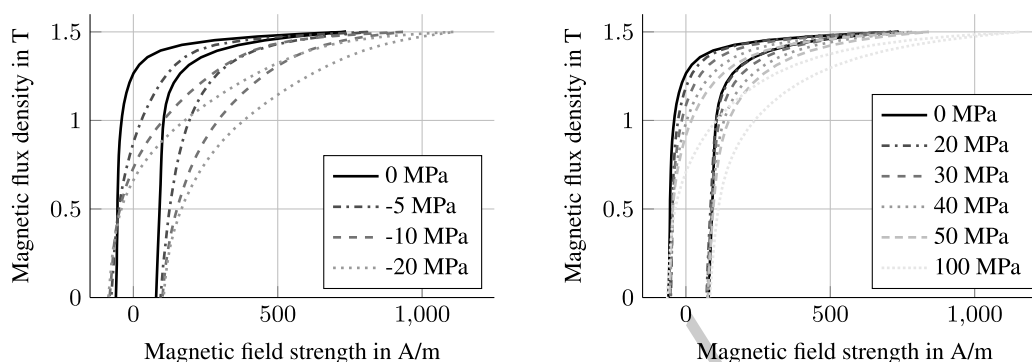 Magnetic flux density in T
1.5
1
0.5
0
0
500
1,000
Magnetic field strength in A/m
0 MPa
-5 MPa
-10 MPa
-20 MPa
Magnetic flux density in T
1.5
1
0.5
0
0
500
1,000
Magnetic field strength in A/m
0 MPa
20 MPa
30 MPa
40 MPa
50 MPa
100 MPa